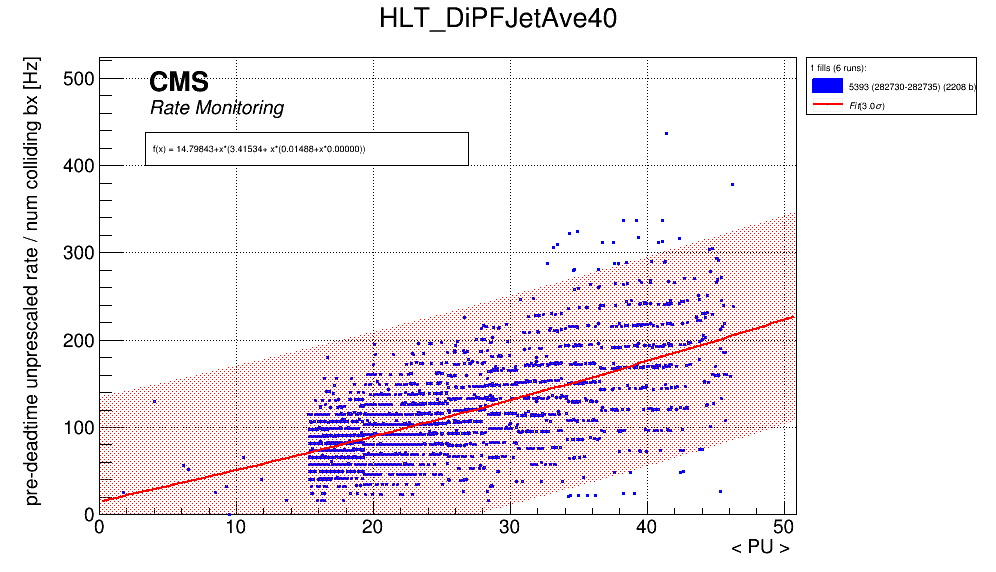 HLT_DiPFJetAve40
pre-deadtime unprescaled rate / num colliding bx [Hz]
500
400
300
200
100
0
CMS
Rate Monitoring
f(x) = 14.79843+x*(3.41534+ x*(0.01488+x*0.00000))
0 10 20 30 40 50
< PU >
1 fills (6 runs):
5393 (282730-282735) (2208 b)
Fit(3.0σ)